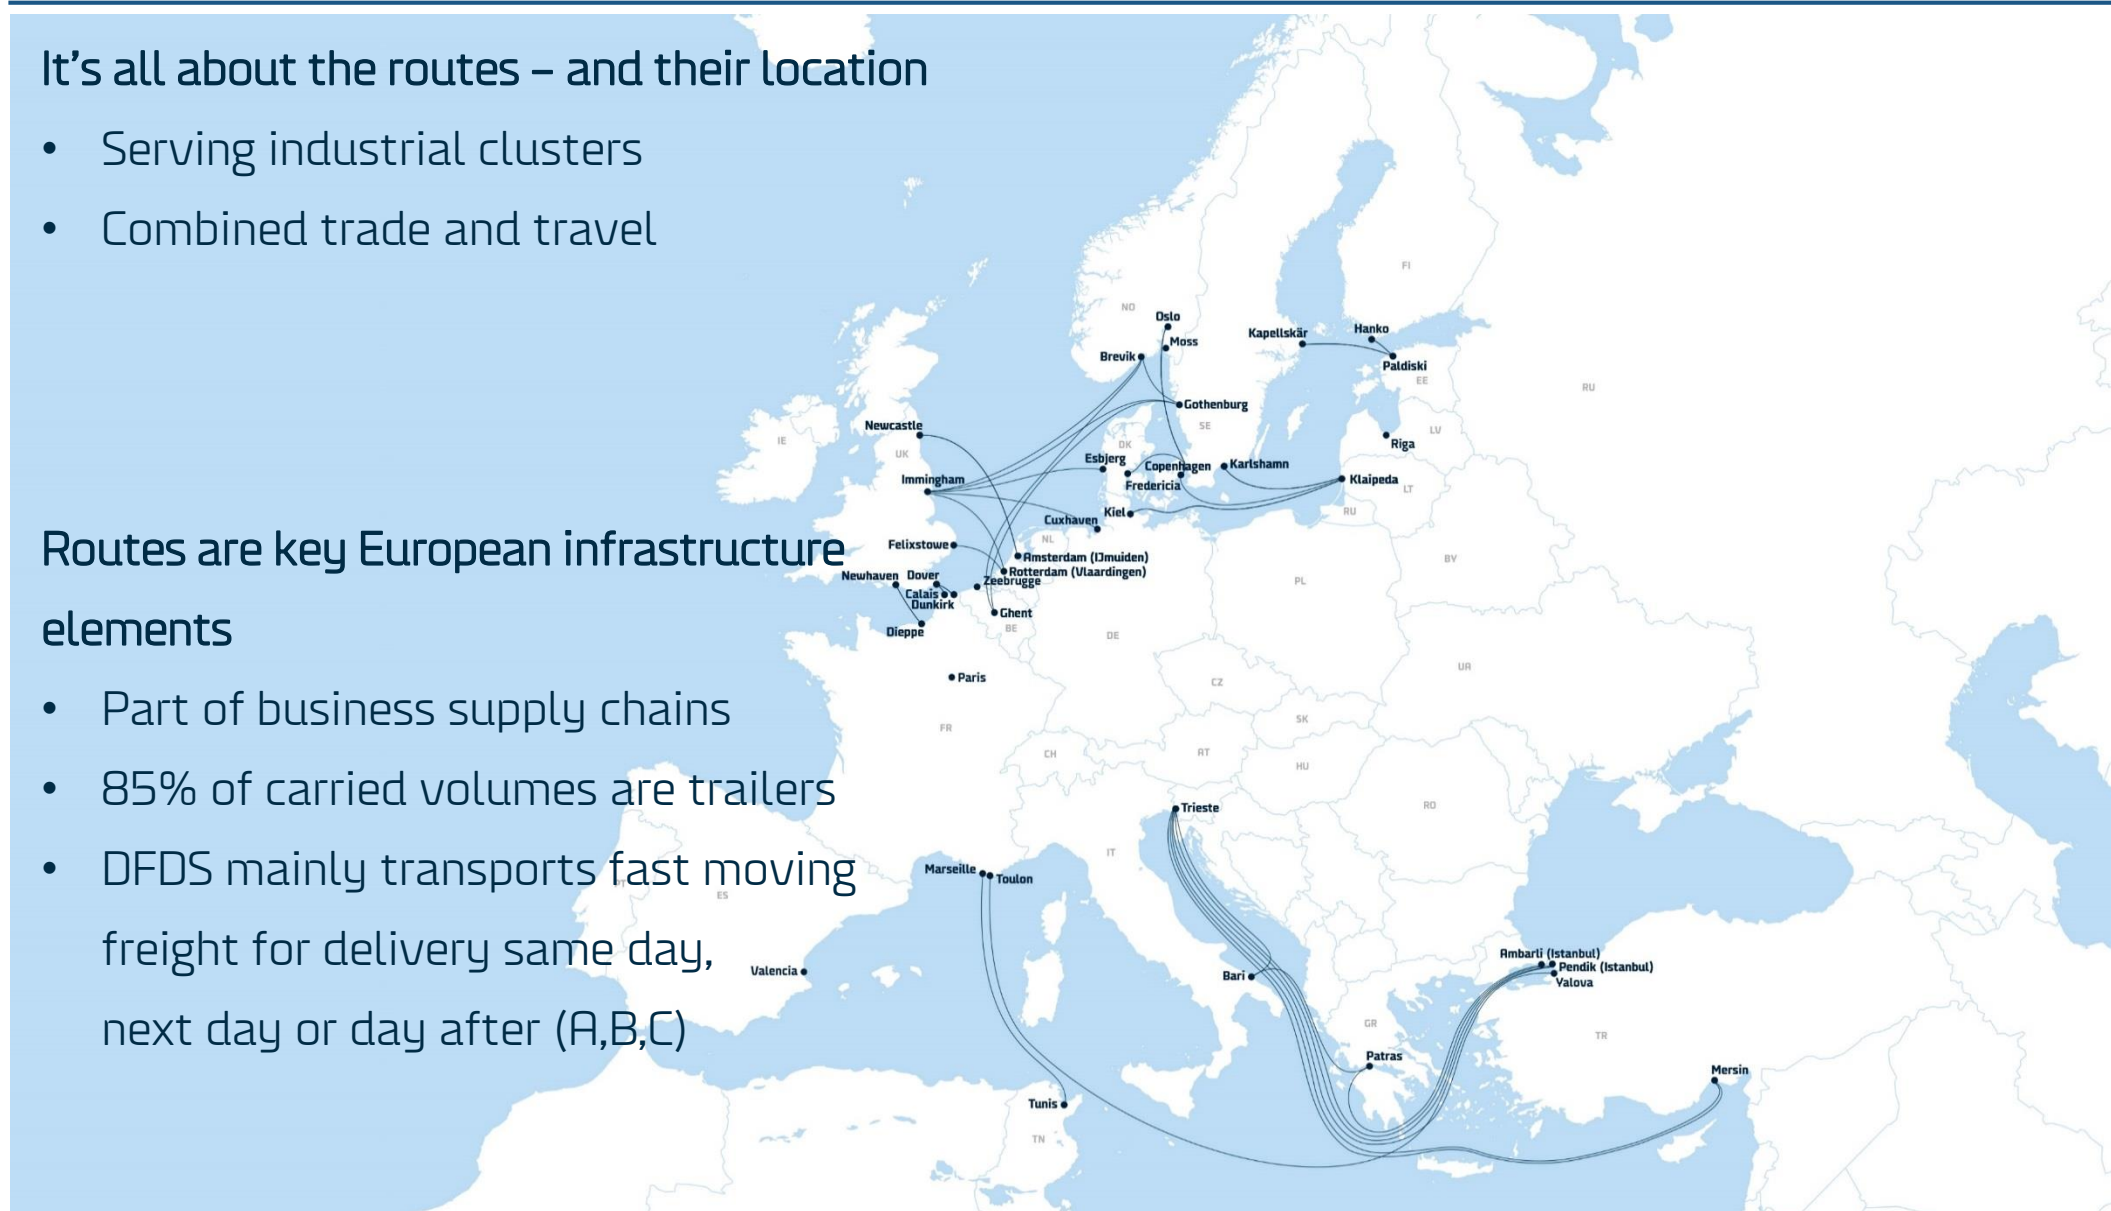 It's all about the routes – and their location
• Serving industrial clusters
• Combined trade and travel
Routes are key European infrastructure
elements
• Part of business supply chains
• 85% of carried volumes are trailers
• DFDS mainly transports fast moving
freight for delivery same day,
next day or day after (A,B,C)
FI
NO
Oslo
Moss
Brevik
Kapellskär
Hanko
Paldiski
EE
RU
Gothenburg
SE
Newcastle
IE
UK
DK
LV
Riga
Esbjerg
Copenhagen
Karlshamn
Immingham
Fredericia
Klaipeda
LT
RU
Kiel
Cuxhaven
NL
Felixstowe
Amsterdam (IJmuiden)
Rotterdam (Vlaardingen)
BY
PL
Newhaven
Dover
Zeebrugge
Calais
Dunkirk
Ghent
BE
DE
Dieppe
Paris
UA
CZ
SK
FR
CH
AT
HU
Trieste
RO
IT
Marseille
Toulon
PT
ES
Valencia
Bari
Ambarli (Istanbul)
Pendik (Istanbul)
Yalova
GR
TR
Patras
Mersin
Tunis
TN